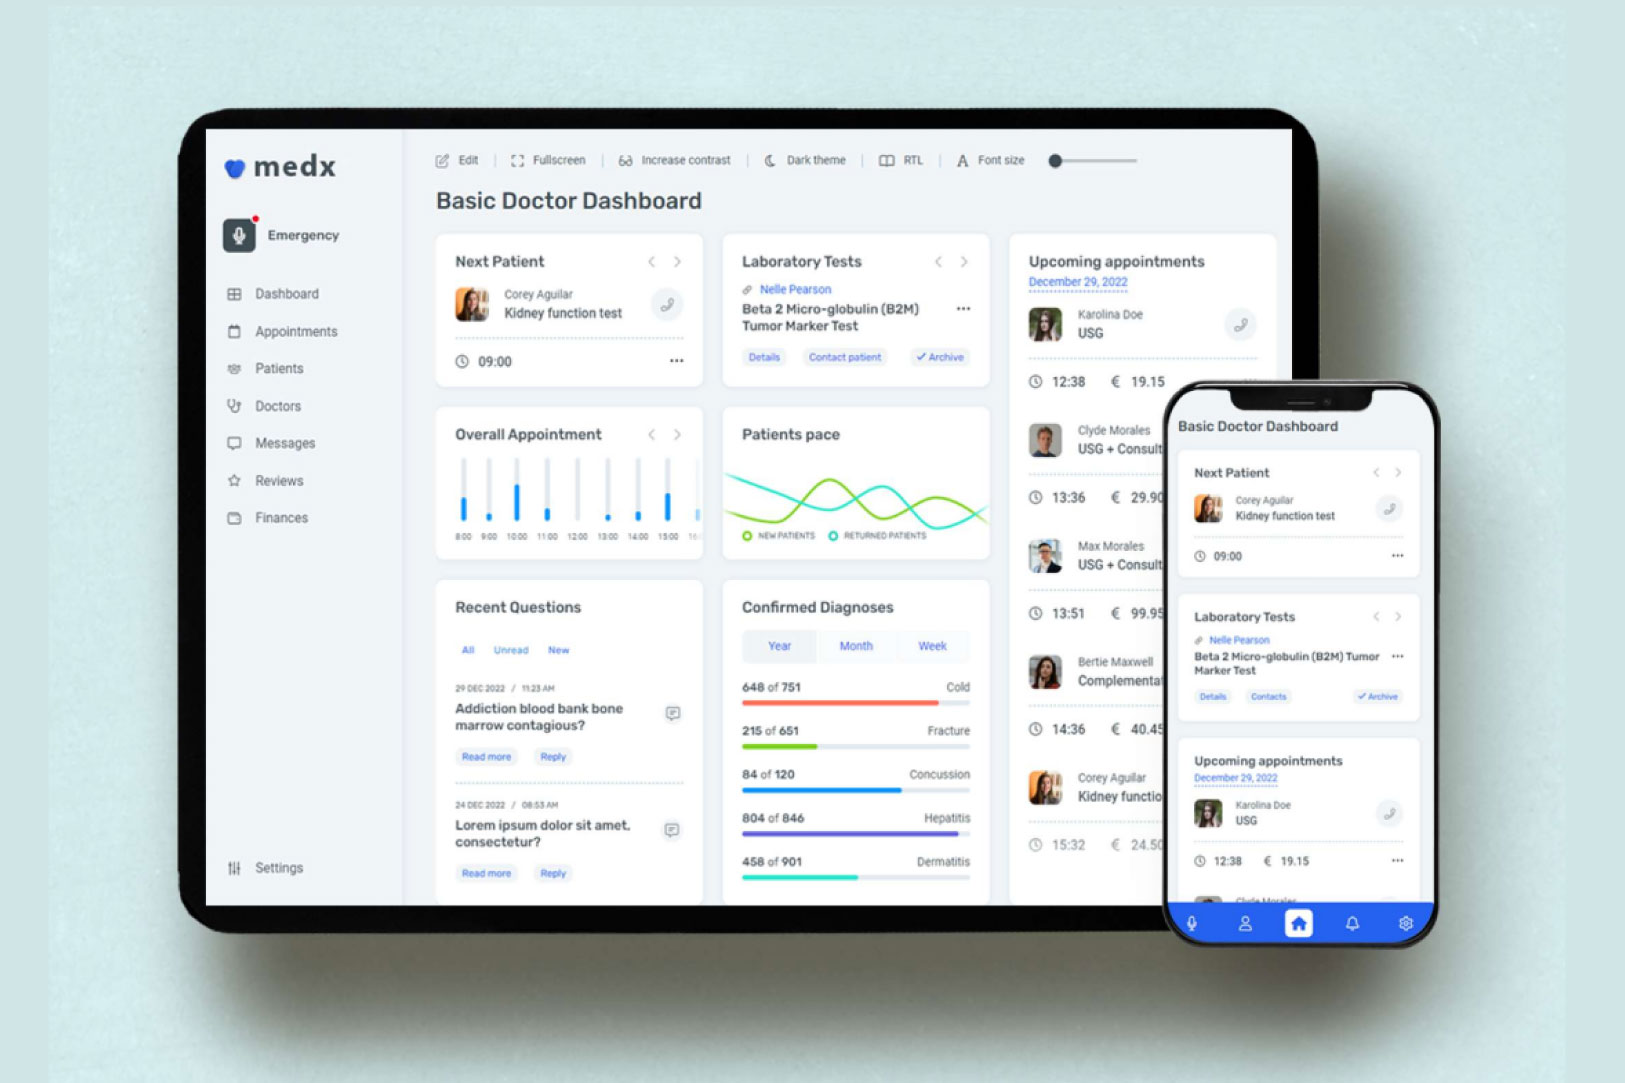 medx
Emergency
Dashboard
Appointments
Patients
Doctors
Messages
Reviews
Finances
Settings
Edit | Fullscreen | Increase contrast | Dark theme | RTL | A Font size
Basic Doctor Dashboard
Next Patient
Corey Aguilar
Kidney function test
09:00
Laboratory Tests
Nelle Pearson
Beta 2 Micro-globulin (B2M)
Tumor Marker Test
Details Contact patient Archive
Overall Appointment
8:00 9:00 10:00 11:00 12:00 13:00 14:00 15:00
Patients pace
NEW PATIENTS RETURNED PATIENTS
Recent Questions
All Unread New
29 DEC 2022 / 11:23 AM
Addiction blood bank bone
marrow contagious?
Read more Reply
24 DEC 2022 / 08:53 AM
Lorem ipsum dolor sit amet,
consectetur?
Read more Reply
Confirmed Diagnoses
Year Month Week
648 of 751 Cold
215 of 651 Fracture
84 of 120 Concussion
804 of 846 Hepatitis
458 of 901 Dermatitis
Upcoming appointments
December 29, 2022
Karolina Doe
USG
12:38 € 19.15
Clyde Morales
USG + Consult
13:36 € 29.90
Max Morales
USG + Consult
13:51 € 99.95
Bertie Maxwell
Complementa
14:36 € 40.45
Corey Aguilar
Kidney functio
15:32 € 24.50
Basic Doctor Dashboard
Next Patient
Corey Aguilar
Kidney function test
09:00
Laboratory Tests
Nelle Pearson
Beta 2 Micro-globulin (B2M) Tumor
Marker Test
Details Contacts Archive
Upcoming appointments
December 29, 2022
Karolina Doe
USG
12:38 € 19.15
Clyde Morales